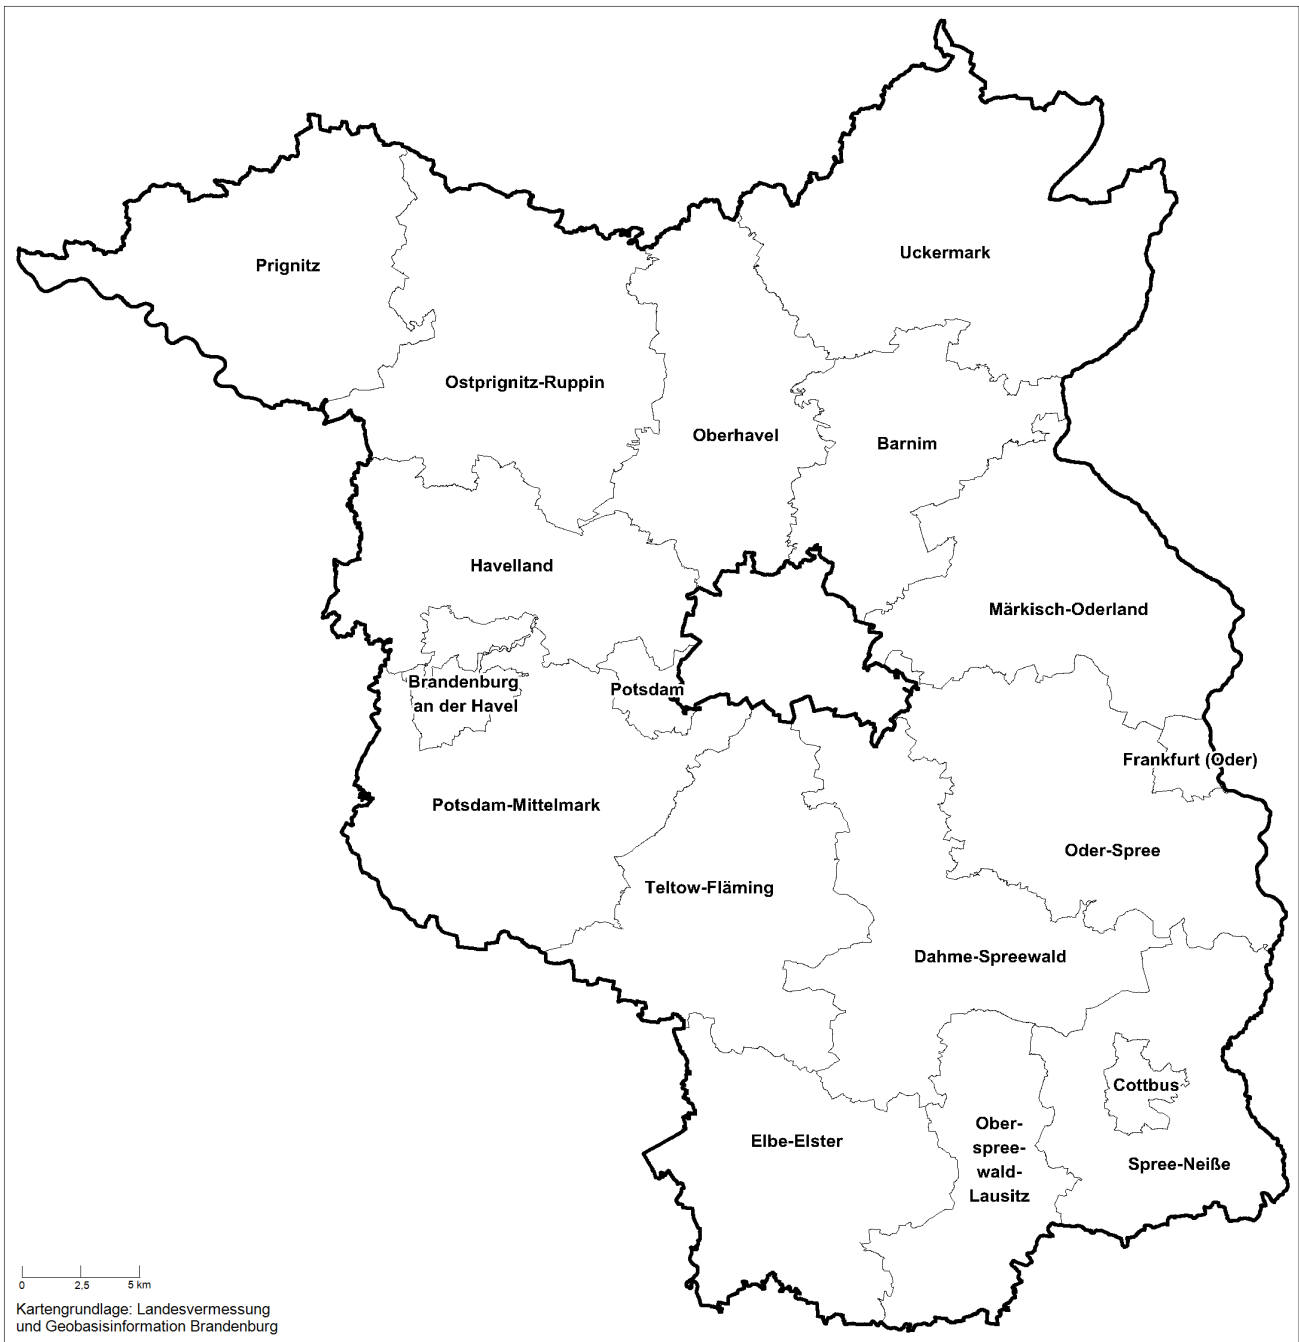 Uckermark
Prignitz
Ostprignitz-Ruppin
Oberhavel
Barnim
Havelland
Märkisch-Oderland
Brandenburg
an der Havel
Potsdam
Frankfurt (Oder)
Potsdam-Mittelmark
Oder-Spree
Teltow-Fläming
Dahme-Spreewald
Cottbus
Elbe-Elster
Ober-
spree-
wald-
Lausitz
Spree-Neiße
0 2,5 5 km
Kartengrundlage: Landesvermessung
und Geobasisinformation Brandenburg